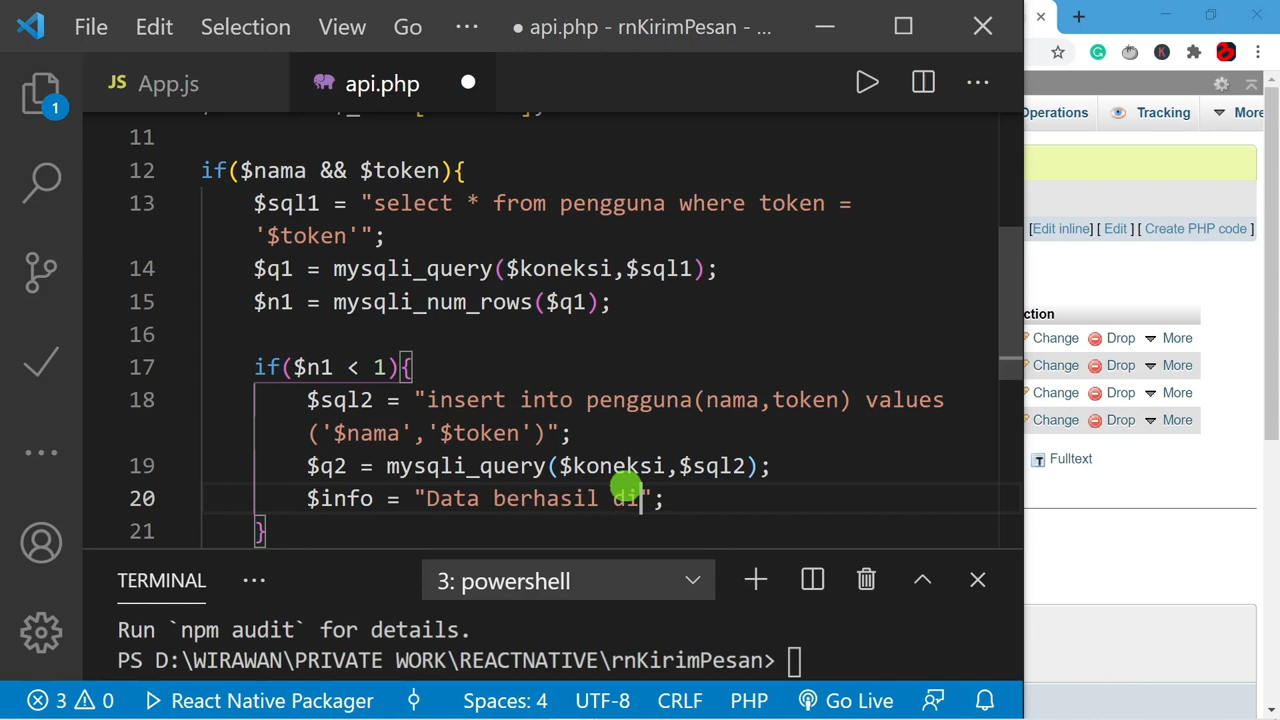 File Edit Selection View Go ··· ● api.php - rnKirimPesan - ...
JS App.js
api.php ●
11
12 if($nama && $token){
13 $sql1 = "select * from pengguna where token =
'$token'";
14 $q1 = mysqli_query($koneksi,$sql1);
15 $n1 = mysqli_num_rows($q1);
16
17 if($n1 < 1){
18 $sql2 = "insert into pengguna(nama,token) values
('$nama','$token')";
19 $q2 = mysqli_query($koneksi,$sql2);
20 $info = "Data berhasil di";
21 }
1
TERMINAL ··· 3: powershell
Run `npm audit` for details.
PS D:\WIRAWAN\PRIVATE WORK\REACTNATIVE\rnKirimPesan>
3 0 React Native Packager Spaces: 4 UTF-8 CRLF PHP Go Live
Operations Tracking More
[Edit inline] [ Edit ] [ Create PHP code ]
Change Drop More
Change Drop More
Change Drop More
Change Drop More
T Fulltext